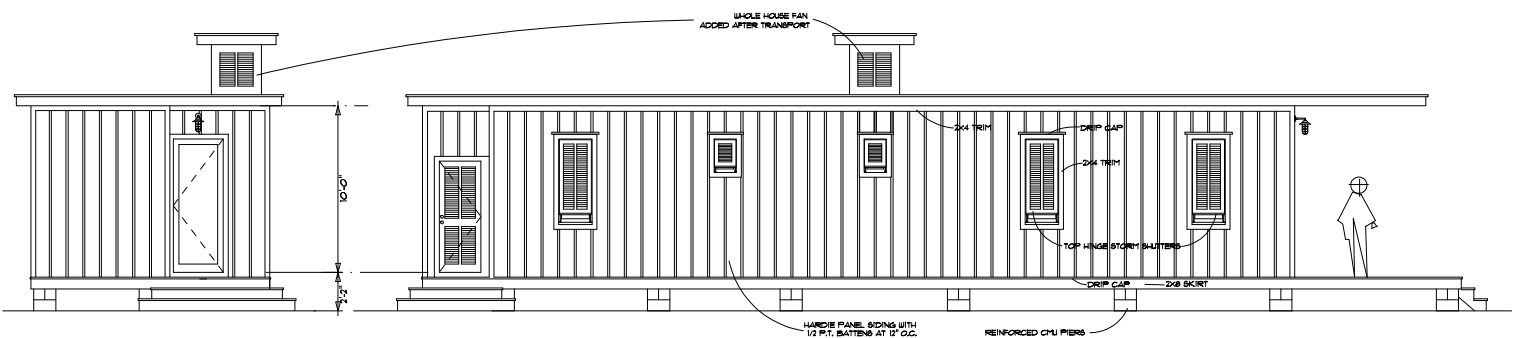 WHOLE HOUSE FAN
ADDED AFTER TRANSPORT
2X4 TRIM
DRIP CAP
2X4 TRIM
10'-0"
TOP HINGE STORM SHUTTERS
2'-2"
DRIP CAP
2X8 SKIRT
HARDIE PANEL SIDING WITH
1/2 P.T. BATTENS AT 12" O.C.
REINFORCED CMU PIERS